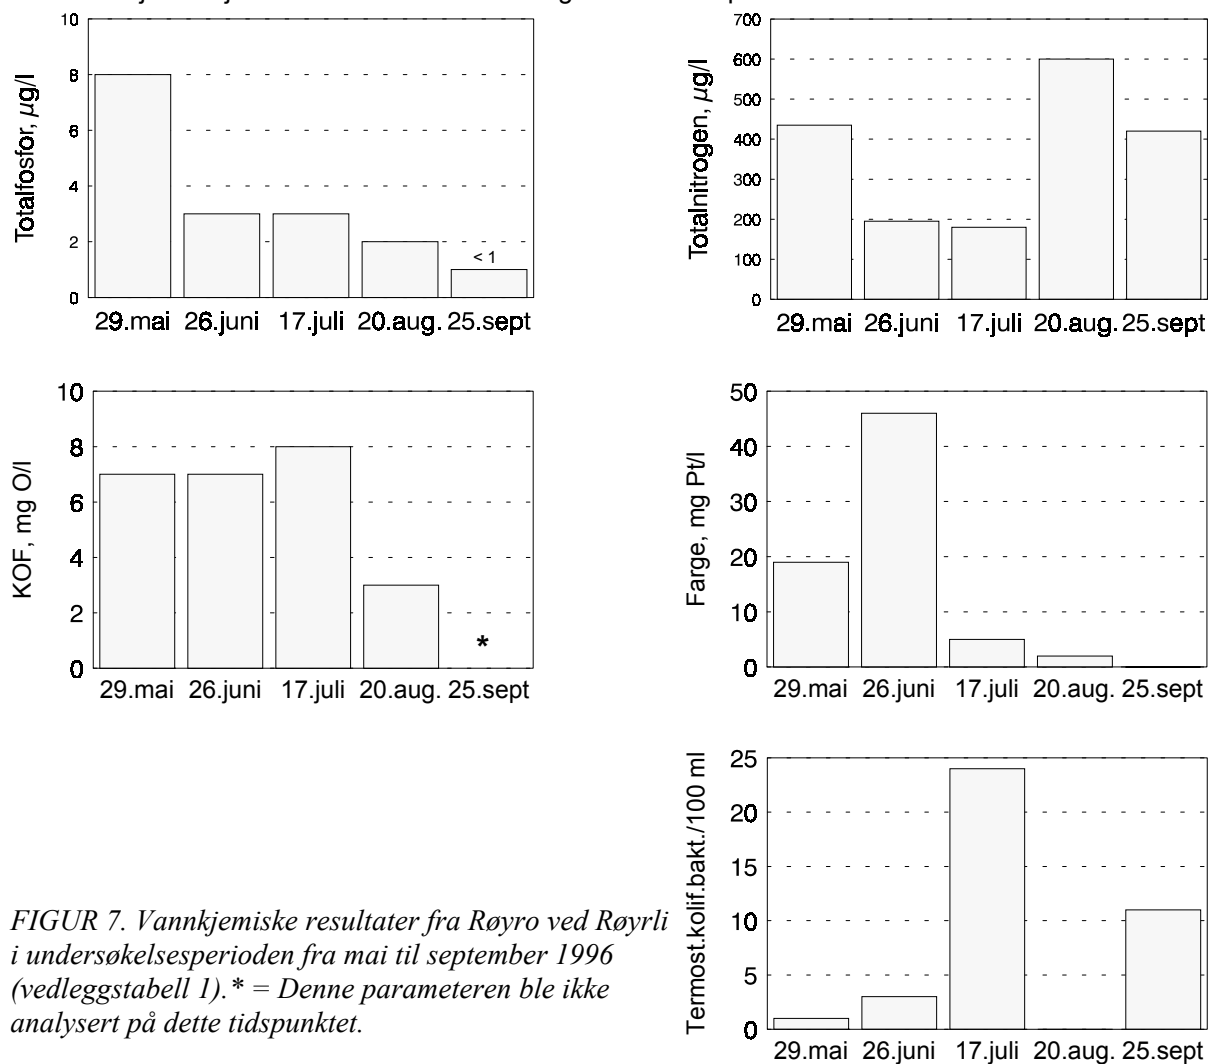 Totalfosfor, µg/l
10
8
6
4
2
0
< 1
29.mai 26.juni 17.juli 20.aug. 25.sept
Totalnitrogen, µg/l
700
600
500
400
300
200
100
0
29.mai 26.juni 17.juli 20.aug. 25.sept
KOF, mg O/l
10
8
6
4
2
0
*
29.mai 26.juni 17.juli 20.aug. 25.sept
Farge, mg Pt/l
50
40
30
20
10
0
29.mai 26.juni 17.juli 20.aug. 25.sept
Termost.kolif.bakt./100 ml
25
20
15
10
5
0
29.mai 26.juni 17.juli 20.aug. 25.sept
FIGUR 7. Vannkjemiske resultater fra Røyro ved Røyrli
i undersøkelsesperioden fra mai til september 1996
(vedleggstabell 1).* = Denne parameteren ble ikke
analysert på dette tidspunktet.